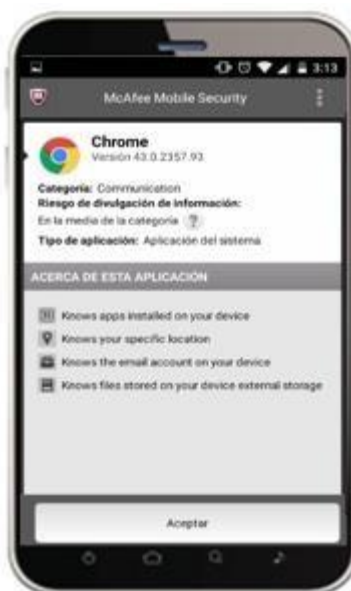 3:13
McAfee Mobile Security
Chrome
Versión 43.0.2357.93
Categoría: Communication
Riesgo de divulgación de información:
En la media de la categoría ?
Tipo de aplicación: Aplicación del sistema
ACERCA DE ESTA APLICACIÓN
Knows apps installed on your device
Knows your specific location
Knows the email account on your device
Knows files stored on your device external storage
Aceptar